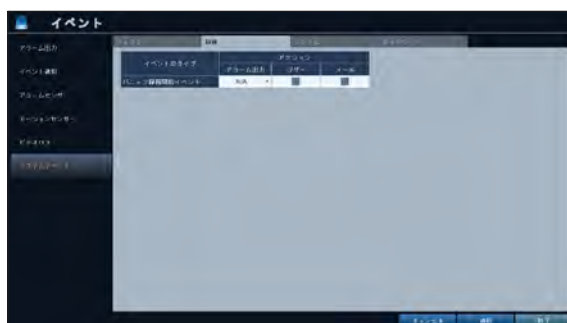 イベント
アラーム出力
イベント通知
アラームセンサー
モーションセンサー
ビデオロス
システムイベント
録画
アクション
イベントのタイプ
アラーム出力 ブザー メール
パニック録画開始イベント N/A
キャンセル 適用 終了